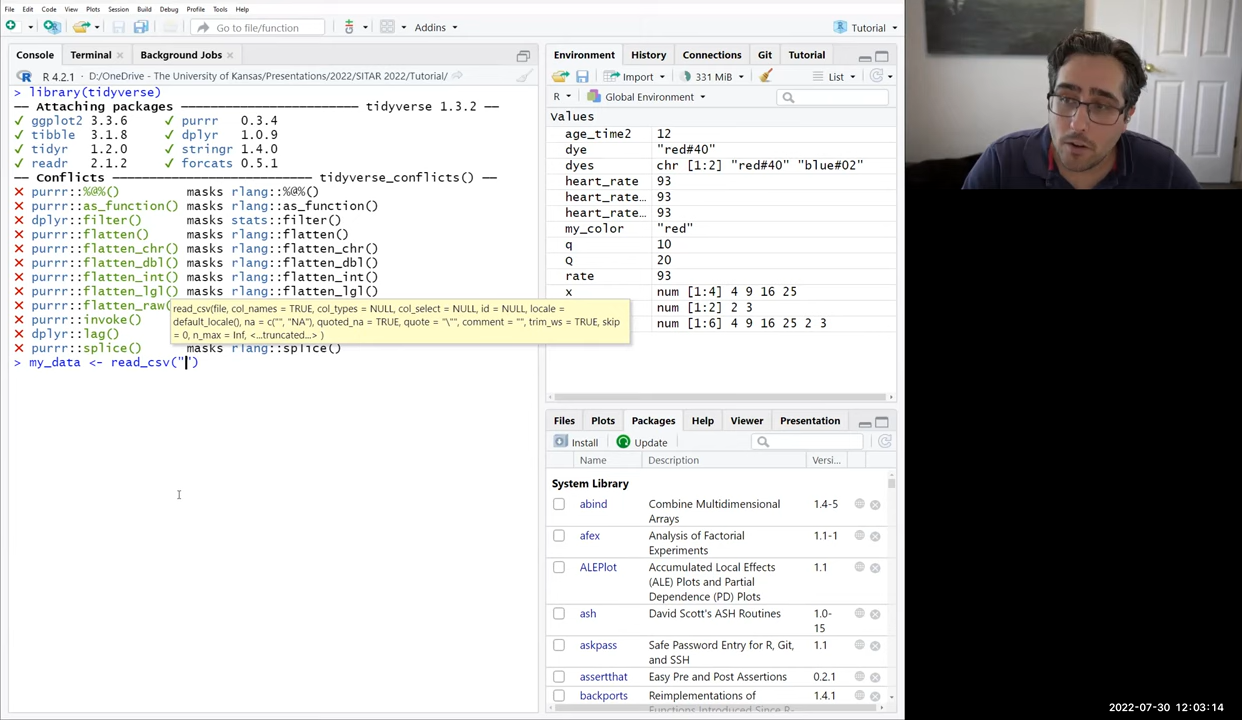 File Edit Code View Plots Session Build Debug Profile Tools Help
Go to file/function Addins Tutorial
Console Terminal Background Jobs
R 4.2.1 · D:/OneDrive - The University of Kansas/Presentations/2022/SITAR 2022/Tutorial/
> library(tidyverse)
── Attaching packages ──────────────────── tidyverse 1.3.2 ──
✓ ggplot2 3.3.6 ✓ purrr 0.3.4
✓ tibble 3.1.8 ✓ dplyr 1.0.9
✓ tidyr 1.2.0 ✓ stringr 1.4.0
✓ readr 2.1.2 ✓ forcats 0.5.1
── Conflicts ──────────────────── tidyverse_conflicts() ──
✕ purrr::%@%() masks rlang::%@%()
✕ purrr::as_function() masks rlang::as_function()
✕ dplyr::filter() masks stats::filter()
✕ purrr::flatten() masks rlang::flatten()
✕ purrr::flatten_chr() masks rlang::flatten_chr()
✕ purrr::flatten_dbl() masks rlang::flatten_dbl()
✕ purrr::flatten_int() masks rlang::flatten_int()
✕ purrr::flatten_lgl() masks rlang::flatten_lgl()
✕ purrr::flatten_raw()
✕ purrr::invoke()
✕ dplyr::lag()
✕ purrr::splice() masks rlang::splice()
read_csv(file, col_names = TRUE, col_types = NULL, col_select = NULL, id = NULL, locale =
default_locale(), na = c("", "NA"), quoted_na = TRUE, quote = "\"", comment = "", trim_ws = TRUE, skip
= 0, n_max = Inf, <...truncated...> )
> my_data <- read_csv("")
Environment History Connections Git Tutorial
Import 331 MiB List
R Global Environment
Values
age_time2 12
dye "red#40"
dyes chr [1:2] "red#40" "blue#02"
heart_rate 93
heart_rate… 93
heart_rate… 93
my_color "red"
q 10
Q 20
rate 93
x num [1:4] 4 9 16 25
num [1:2] 2 3
num [1:6] 4 9 16 25 2 3
Files Plots Packages Help Viewer Presentation
Install Update
Name Description Versi...
System Library
abind Combine Multidimensional Arrays 1.4-5
afex Analysis of Factorial Experiments 1.1-1
ALEPlot Accumulated Local Effects (ALE) Plots and Partial Dependence (PD) Plots 1.1
ash David Scott's ASH Routines 1.0-15
askpass Safe Password Entry for R, Git, and SSH 1.1
assertthat Easy Pre and Post Assertions 0.2.1
backports Reimplementations of 1.4.1
Functions Introduced Since R-
2022-07-30 12:03:14